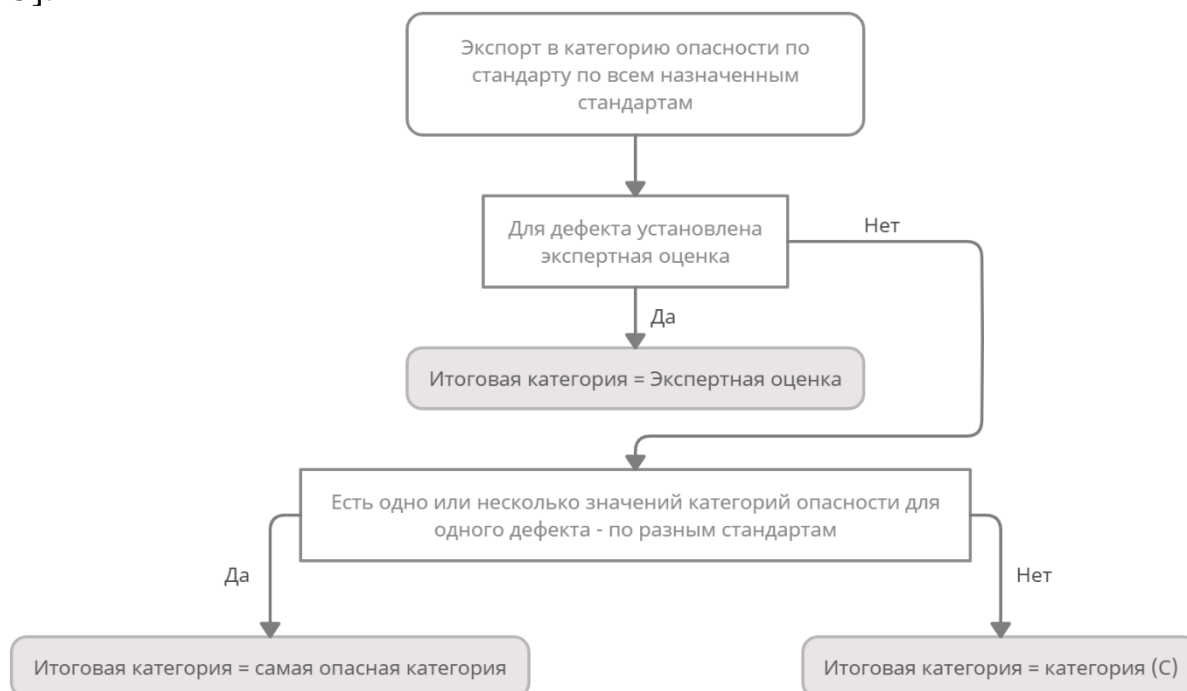 Экспорт в категорию опасности по
стандарту по всем назначенным
стандартам
Для дефекта установлена
экспертная оценка
Нет
Да
Итоговая категория = Экспертная оценка
Есть одно или несколько значений категорий опасности для
одного дефекта - по разным стандартам
Да
Нет
Итоговая категория = самая опасная категория
Итоговая категория = категория (С)